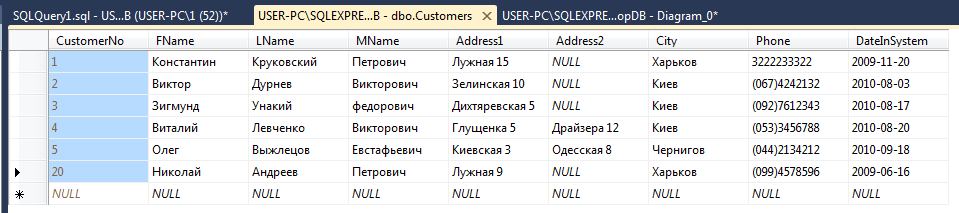 SQLQuery1.sql - US...B (USER-PC\1 (52))* USER-PC\SQLEXPRE...B - dbo.Customers USER-PC\SQLEXPRE...opDB - Diagram_0*
CustomerNo FName LName MName Address1 Address2 City Phone DateInSystem
1 Константин Круковский Петрович Лужная 15 NULL Харьков 3222233322 2009-11-20
2 Виктор Дурнев Викторович Зелинская 10 NULL Киев (067)4242132 2010-08-03
3 Зигмунд Унакий федорович Дихтяревская 5 NULL Киев (092)7612343 2010-08-17
4 Виталий Левченко Викторович Глущенка 5 Драйзера 12 Киев (053)3456788 2010-08-20
5 Олег Выжлецов Евстафьевич Киевская 3 Одесская 8 Чернигов (044)2134212 2010-09-18
20 Николай Андреев Петрович Лужная 9 NULL Харьков (099)4578596 2009-06-16
NULL NULL NULL NULL NULL NULL NULL NULL NULL